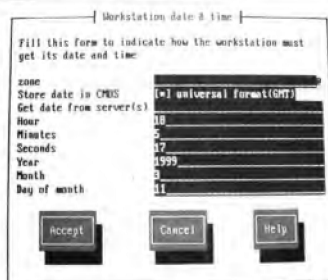 Workstation date & time
Fill this form to indicate how the workstation must
get its date and time
zone
Store date in CMOS [*] universal format(GMT)
Get date from server(s)
Hour 18
Minutes 5
Seconds 17
Year 1999
Month 3
Day of month 11
Accept Cancel Help